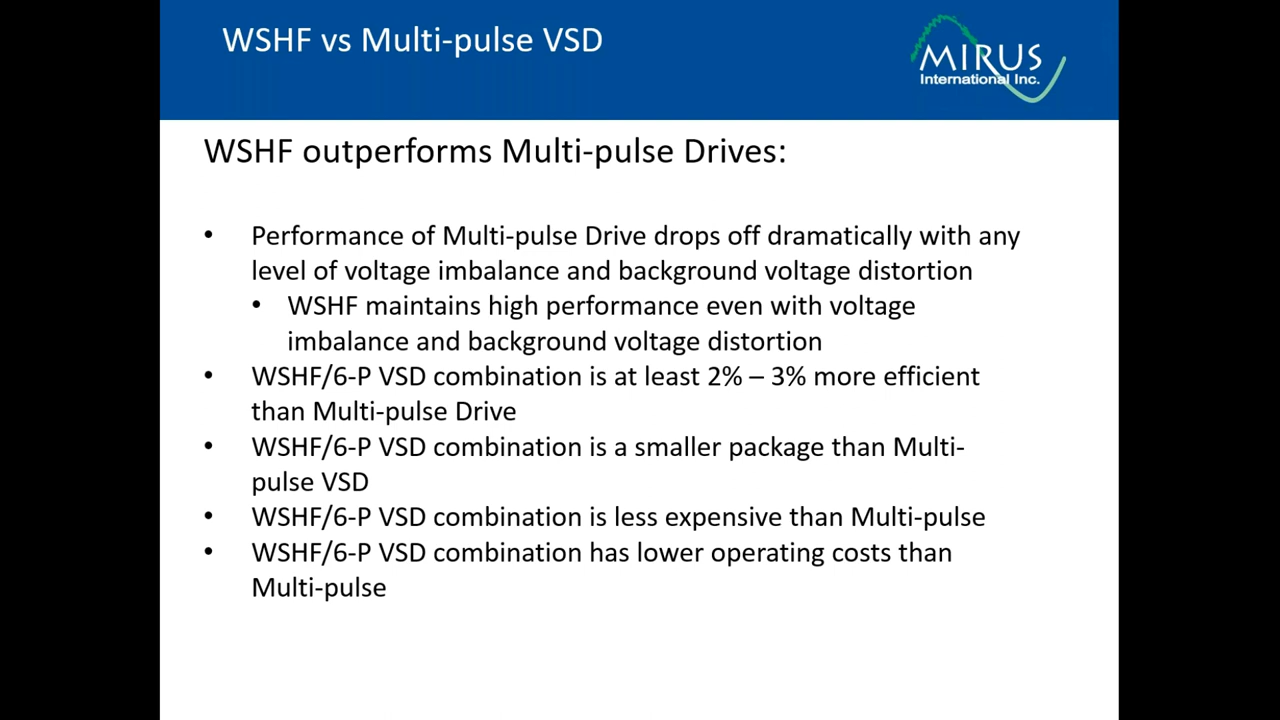 WSHF vs Multi-pulse VSD
MIRUS
International Inc.
WSHF outperforms Multi-pulse Drives:
• Performance of Multi-pulse Drive drops off dramatically with any
level of voltage imbalance and background voltage distortion
• WSHF maintains high performance even with voltage
imbalance and background voltage distortion
• WSHF/6-P VSD combination is at least 2% – 3% more efficient
than Multi-pulse Drive
• WSHF/6-P VSD combination is a smaller package than Multi-
pulse VSD
• WSHF/6-P VSD combination is less expensive than Multi-pulse
• WSHF/6-P VSD combination has lower operating costs than
Multi-pulse